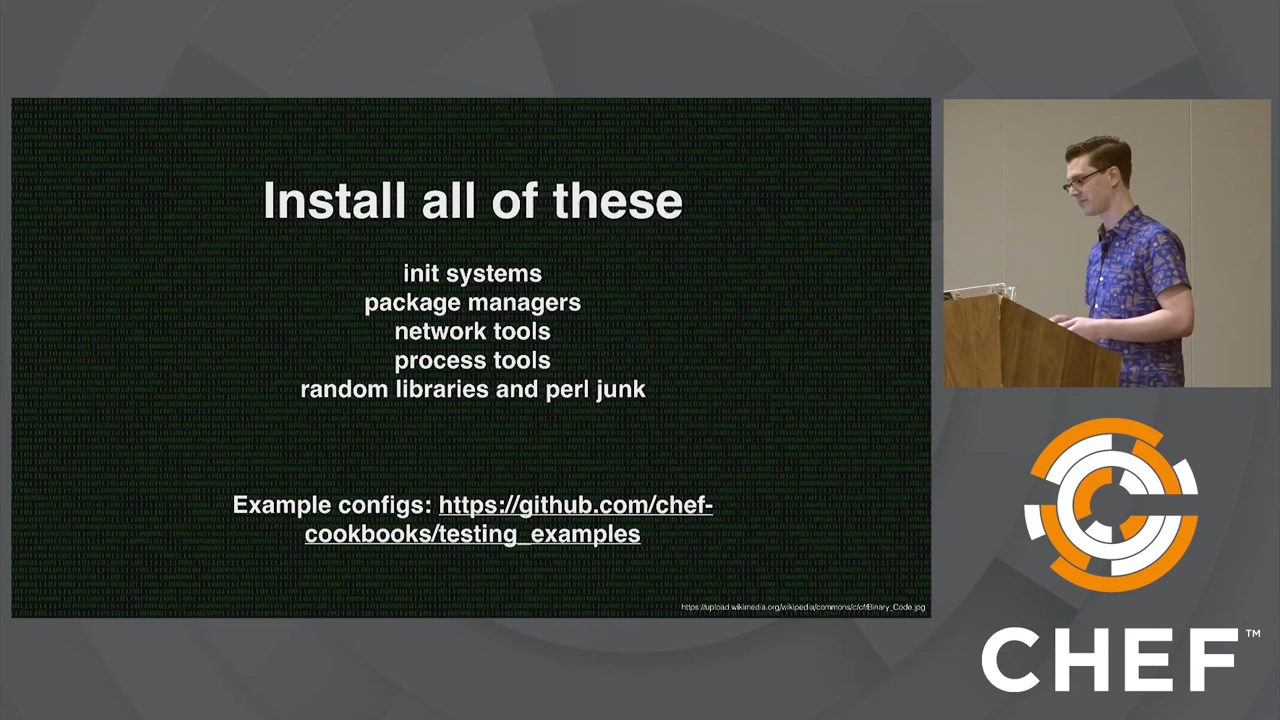 Install all of these
init systems
package managers
network tools
process tools
random libraries and perl junk
Example configs: https://github.com/chef-
cookbooks/testing_examples
https://upload.wikimedia.org/wikipedia/commons/c/cf/Binary_Code.jpg
CHEF™